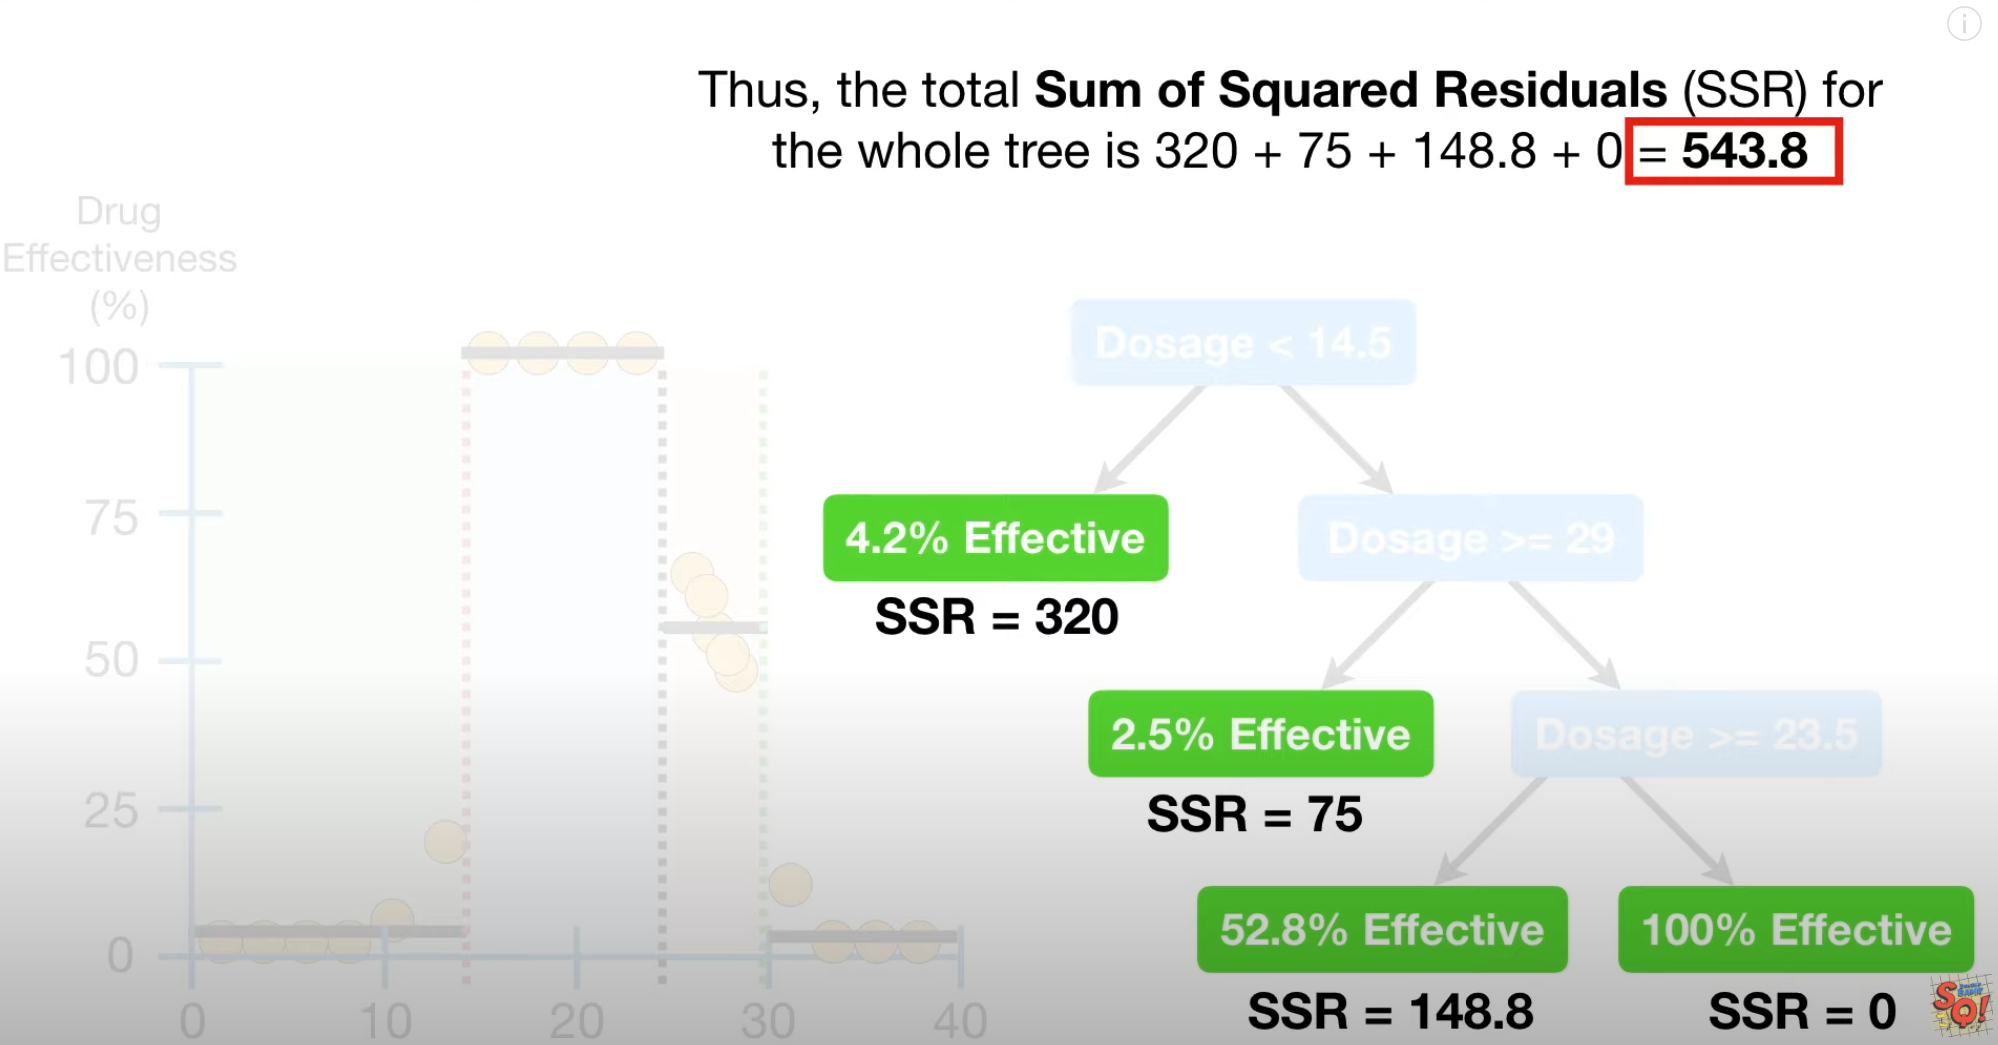 Thus, the total Sum of Squared Residuals (SSR) for
the whole tree is 320 + 75 + 148.8 + 0 = 543.8
Drug
Effectiveness
(%)
100
75
50
25
0
0
10
20
30
40
Dosage < 14.5
4.2% Effective
SSR = 320
Dosage >= 29
2.5% Effective
SSR = 75
Dosage >= 23.5
52.8% Effective
SSR = 148.8
100% Effective
SSR = 0
SQ!